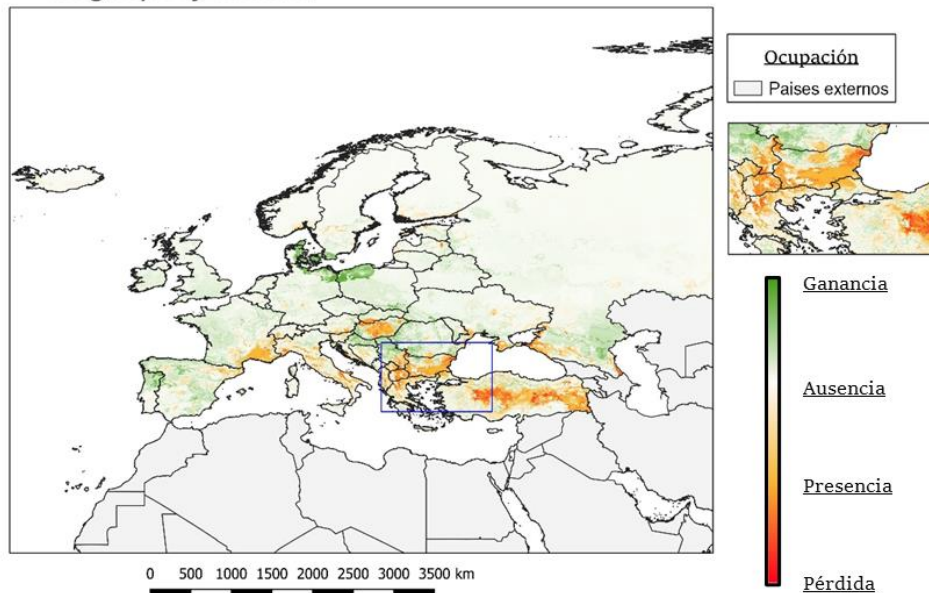 Ocupación
Paises externos
Ganancia
Ausencia
Presencia
Pérdida
0 500 1000 1500 2000 2500 3000 3500 km